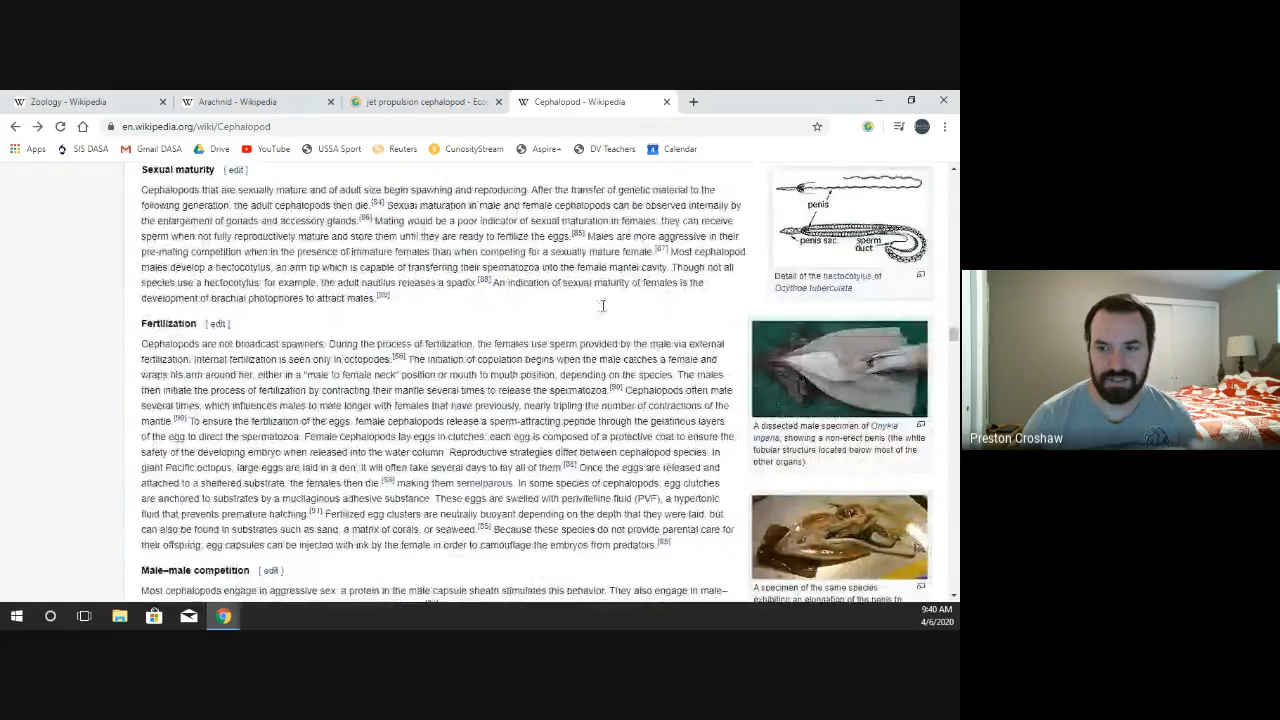 Zoology - Wikipedia
Arachnid - Wikipedia
jet propulsion cephalopod - Ecos
Cephalopod - Wikipedia
en.wikipedia.org/wiki/Cephalopod
Apps SIS DASA Gmail DASA Drive YouTube USSA Sport Reuters CuriosityStream Aspire+ DV Teachers Calendar
Sexual maturity [ edit ]
Cephalopods that are sexually mature and of adult size begin spawning and reproducing. After the transfer of genetic material to the
following generation, the adult cephalopods then die.[84] Sexual maturation in male and female cephalopods can be observed internally by
the enlargement of gonads and accessory glands.[86] Mating would be a poor indicator of sexual maturation in females; they can receive
sperm when not fully reproductively mature and store them until they are ready to fertilize the eggs.[85] Males are more aggressive in their
pre-mating competition when in the presence of immature females than when competing for a sexually mature female.[87] Most cephalopod
males develop a hectocotylus, an arm tip which is capable of transferring their spermatozoa into the female mantel cavity. Though not all
species use a hectocotylus; for example, the adult nautilus releases a spadix.[88] An indication of sexual maturity of females is the
development of brachial photophores to attract mates.[89]
penis
penis sac
sperm
duct
Detail of the hectocotylus of
Ocythoe tuberculata
Fertilization [ edit ]
Cephalopods are not broadcast spawners. During the process of fertilization, the females use sperm provided by the male via external
fertilization. Internal fertilization is seen only in octopodes.[86] The initiation of copulation begins when the male catches a female and
wraps his arm around her, either in a "male to female neck" position or mouth to mouth position, depending on the species. The males
then initiate the process of fertilization by contracting their mantle several times to release the spermatozoa.[90] Cephalopods often mate
several times, which influences males to mate longer with females that have previously, nearly tripling the number of contractions of the
mantle.[90] To ensure the fertilization of the eggs, female cephalopods release a sperm-attracting peptide through the gelatinous layers
of the egg to direct the spermatozoa. Female cephalopods lay eggs in clutches; each egg is composed of a protective coat to ensure the
safety of the developing embryo when released into the water column. Reproductive strategies differ between cephalopod species. In
giant Pacific octopus, large eggs are laid in a den; it will often take several days to lay all of them.[86] Once the eggs are released and
attached to a sheltered substrate, the females then die, making them semelparous. In some species of cephalopods, egg clutches
are anchored to substrates by a mucilaginous adhesive substance. These eggs are swelled with perivitelline fluid (PVF), a hypertonic
fluid that prevents premature hatching.[91] Fertilized egg clusters are neutrally buoyant depending on the depth that they were laid, but
can also be found in substrates such as sand, a matrix of corals, or seaweed.[85] Because these species do not provide parental care for
their offspring, egg capsules can be injected with ink by the female in order to camouflage the embryos from predators.[85]
A dissected male specimen of Onykia
ingens, showing a non-erect penis (the white
tubular structure located below most of the
other organs)
A specimen of the same species
exhibiting an elongation of the penis to
Male–male competition [ edit ]
Most cephalopods engage in aggressive sex: a protein in the male capsule sheath stimulates this behavior. They also engage in male–
9:40 AM
4/6/2020
Preston Croshaw